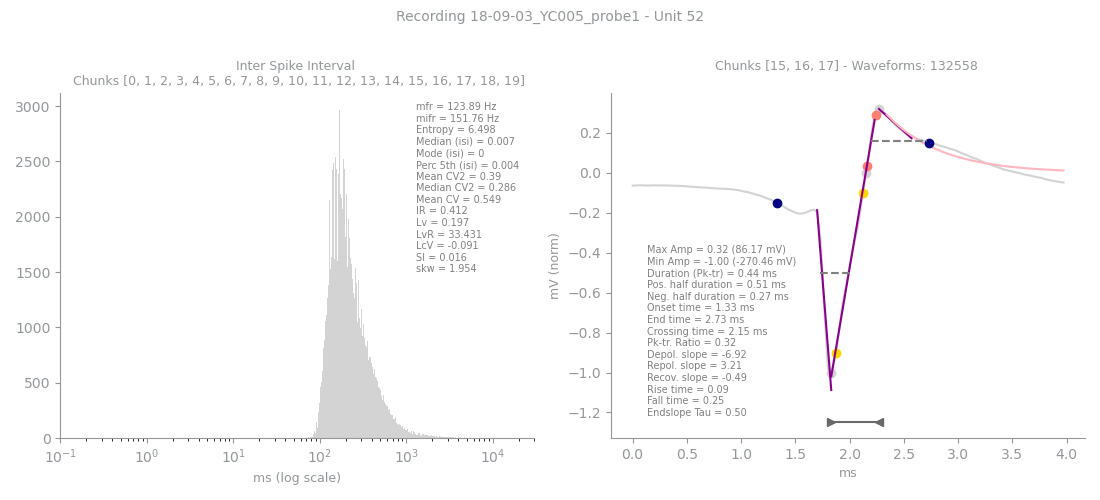 Recording 18-09-03_YC005_probe1 - Unit 52
Inter Spike Interval
Chunks [0, 1, 2, 3, 4, 5, 6, 7, 8, 9, 10, 11, 12, 13, 14, 15, 16, 17, 18, 19]
3000
2500
2000
1500
1000
500
0
mfr = 123.89 Hz
mifr = 151.76 Hz
Entropy = 6.498
Median (isi) = 0.007
Mode (isi) = 0
Perc 5th (isi) = 0.004
Mean CV2 = 0.39
Median CV2 = 0.286
Mean CV = 0.549
IR = 0.412
Lv = 0.197
LvR = 33.431
LcV = -0.091
SI = 0.016
skw = 1.954
10⁻¹ 10⁰ 10¹ 10² 10³ 10⁴
ms (log scale)
Chunks [15, 16, 17] - Waveforms: 132558
mV (norm)
0.2
0.0
−0.2
−0.4
−0.6
−0.8
−1.0
−1.2
Max Amp = 0.32 (86.17 mV)
Min Amp = -1.00 (-270.46 mV)
Duration (Pk-tr) = 0.44 ms
Pos. half duration = 0.51 ms
Neg. half duration = 0.27 ms
Onset time = 1.33 ms
End time = 2.73 ms
Crossing time = 2.15 ms
Pk-tr. Ratio = 0.32
Depol. slope = -6.92
Repol. slope = 3.21
Recov. slope = -0.49
Rise time = 0.09
Fall time = 0.25
Endslope Tau = 0.50
0.0 0.5 1.0 1.5 2.0 2.5 3.0 3.5 4.0
ms